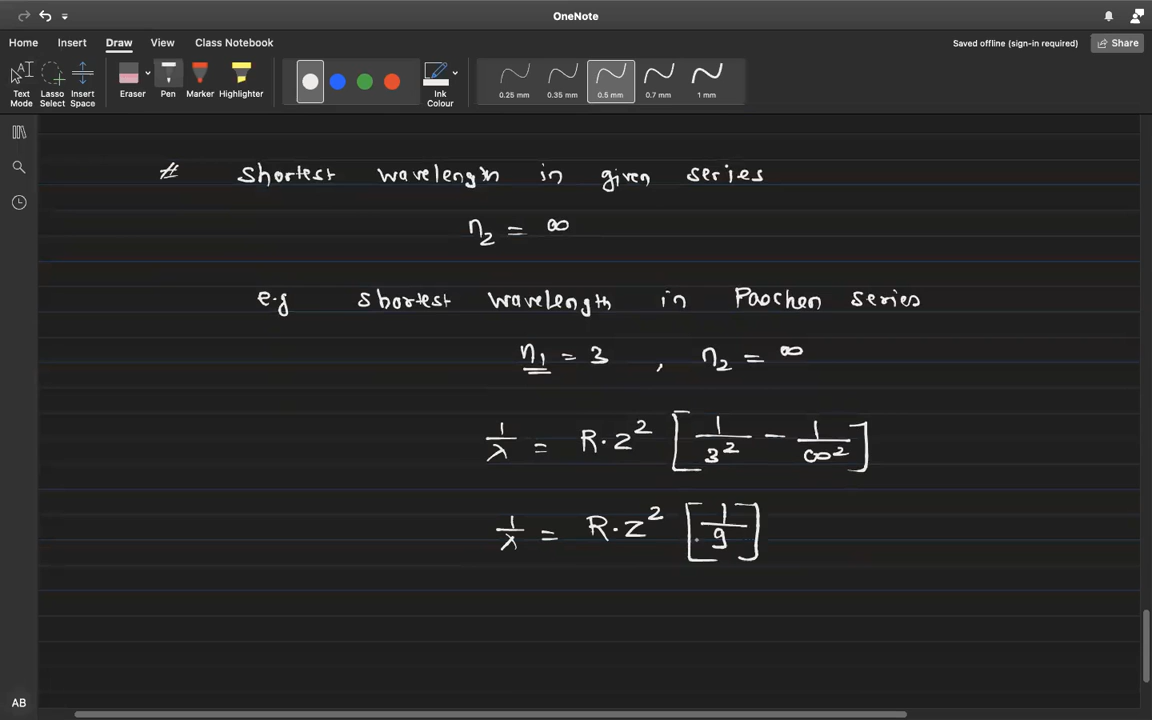 OneNote
Home Insert Draw View Class Notebook
Saved offline (sign-in required) Share
Text Mode Lasso Select Insert Space Eraser Pen Marker Highlighter Ink Colour 0.25 mm 0.35 mm 0.5 mm 0.7 mm 1 mm
# Shortest wavelength in given series
n₂ = ∞
e.g shortest wavelength in Paschen series
n₁ = 3 , n₂ = ∞
1/λ = R·Z² [1/3² − 1/∞²]
1/λ = R·Z² [1/9]
AB